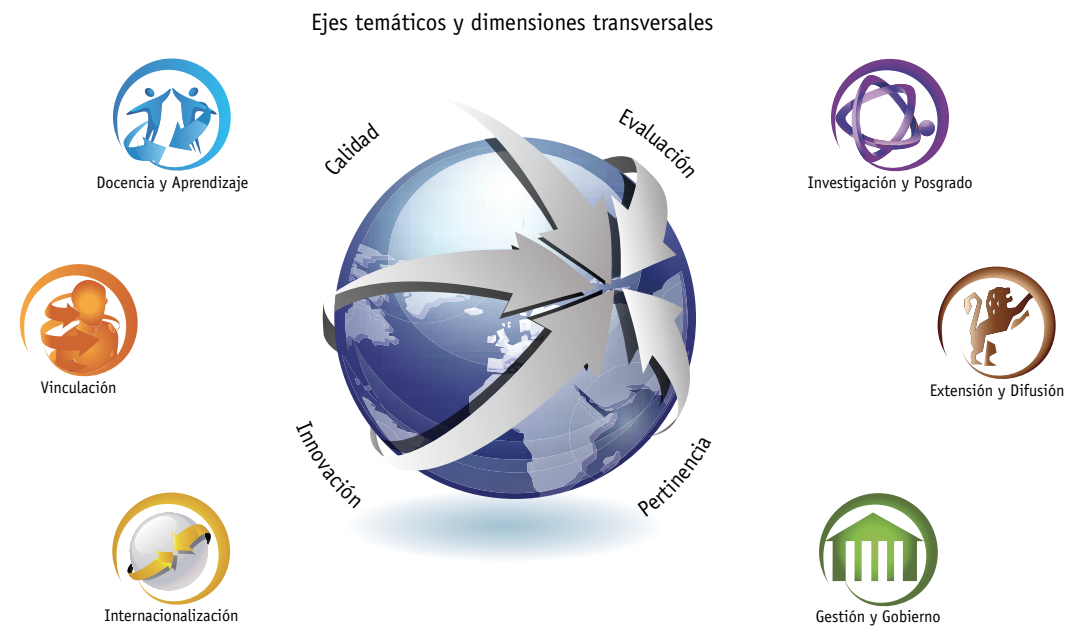 Ejes temáticos y dimensiones transversales
Calidad
Evaluación
Docencia y Aprendizaje
Investigación y Posgrado
Vinculación
Extensión y Difusión
Innovación
Pertinencia
Internacionalización
Gestión y Gobierno